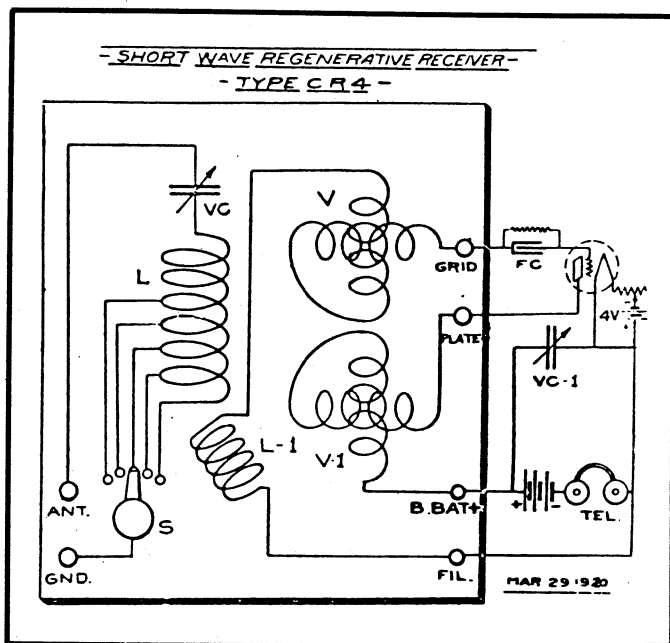 - SHORT WAVE REGENERATIVE RECEIVER -
- TYPE C R 4 -
VC
V
L
GRID
FC
PLATE
4V
- +
VC-1
L-1
V-1
ANT.
S
B.BAT+
+ -
TEL.
GND.
FIL.
MAR 29 1920